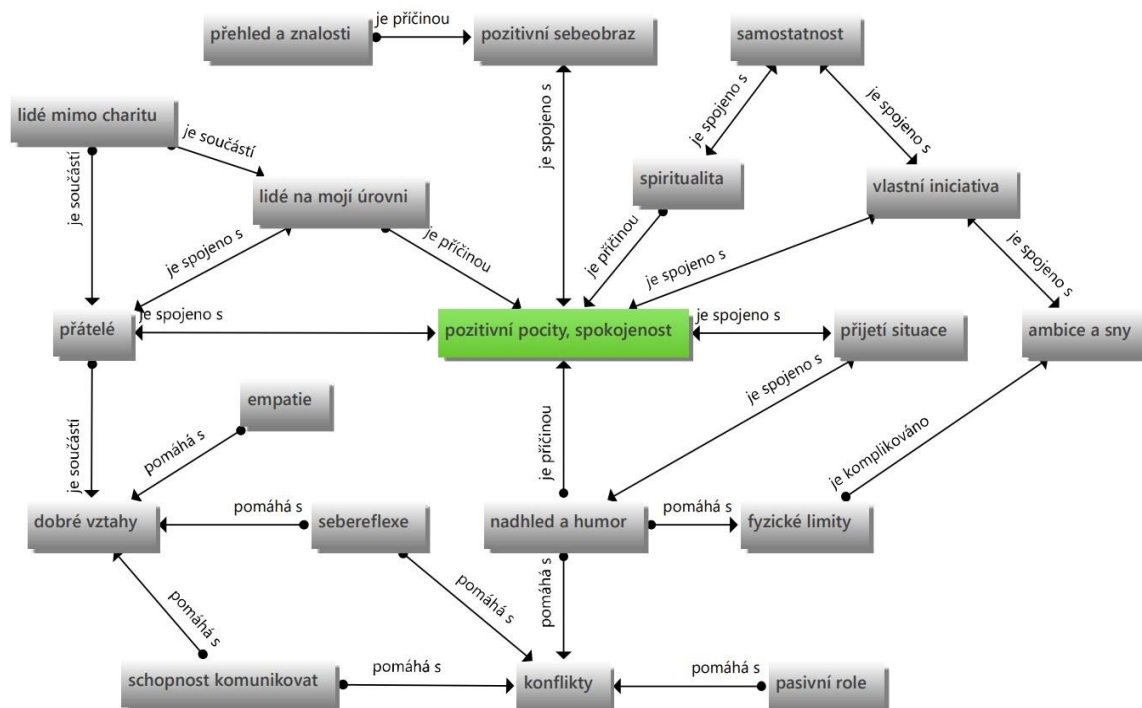 je příčinou
přehled a znalosti
pozitivní sebeobraz
samostatnost
lidé mimo charitu
je součástí
je spojeno s
je spojeno s
je spojeno s
je součástí
lidé na mojí úrovni
spiritualita
vlastní iniciativa
je spojeno s
je příčinou
je příčinou
je spojeno s
je spojeno s
přátelé
je spojeno s
pozitivní pocity, spokojenost
je spojeno s
přijetí situace
ambice a sny
je spojeno s
empatie
je součástí
pomáhá s
je příčinou
je komplikováno
dobré vztahy
pomáhá s
sebereflexe
nadhled a humor
pomáhá s
fyzické limity
pomáhá s
pomáhá s
pomáhá s
schopnost komunikovat
pomáhá s
konflikty
pomáhá s
pasivní role